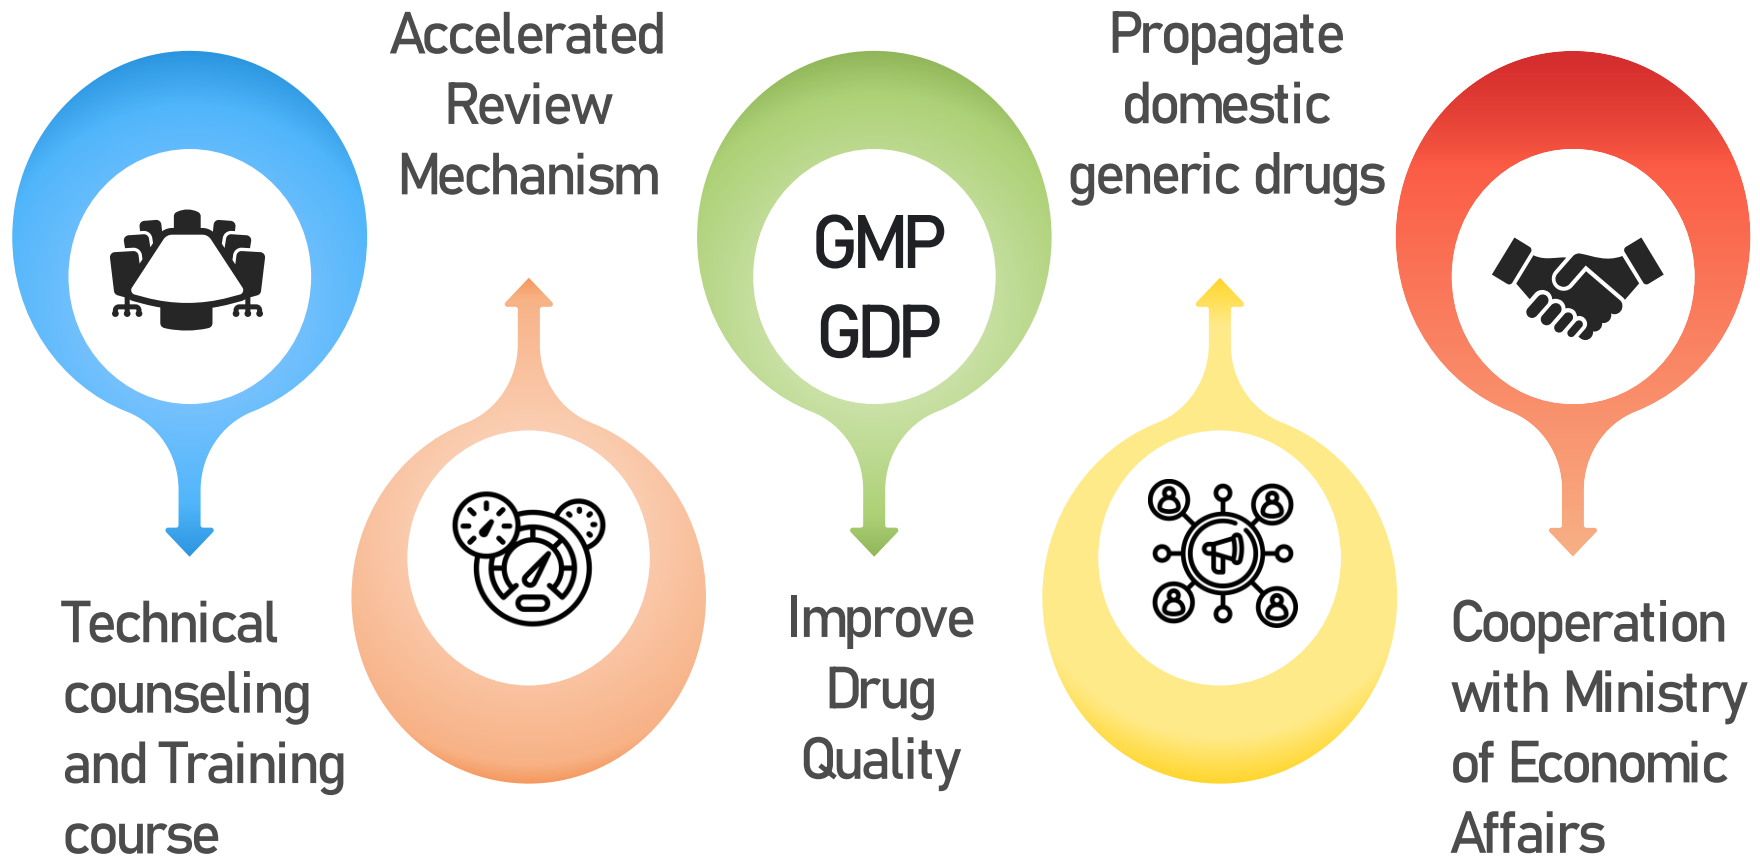 Technical
counseling
and Training
course
Accelerated
Review
Mechanism
GMP
GDP
Improve
Drug
Quality
Propagate
domestic
generic drugs
Cooperation
with Ministry
of Economic
Affairs